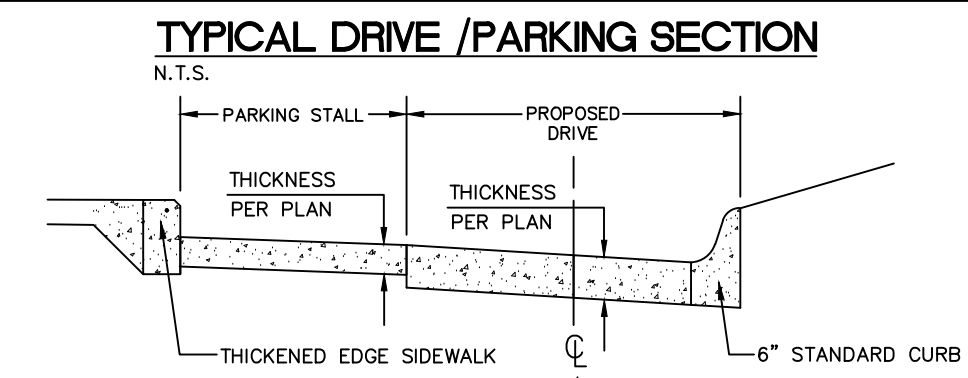 TYPICAL DRIVE /PARKING SECTION
N.T.S.
PARKING STALL
PROPOSED
DRIVE
THICKNESS
PER PLAN
THICKNESS
PER PLAN
THICKENED EDGE SIDEWALK
℄
6” STANDARD CURB